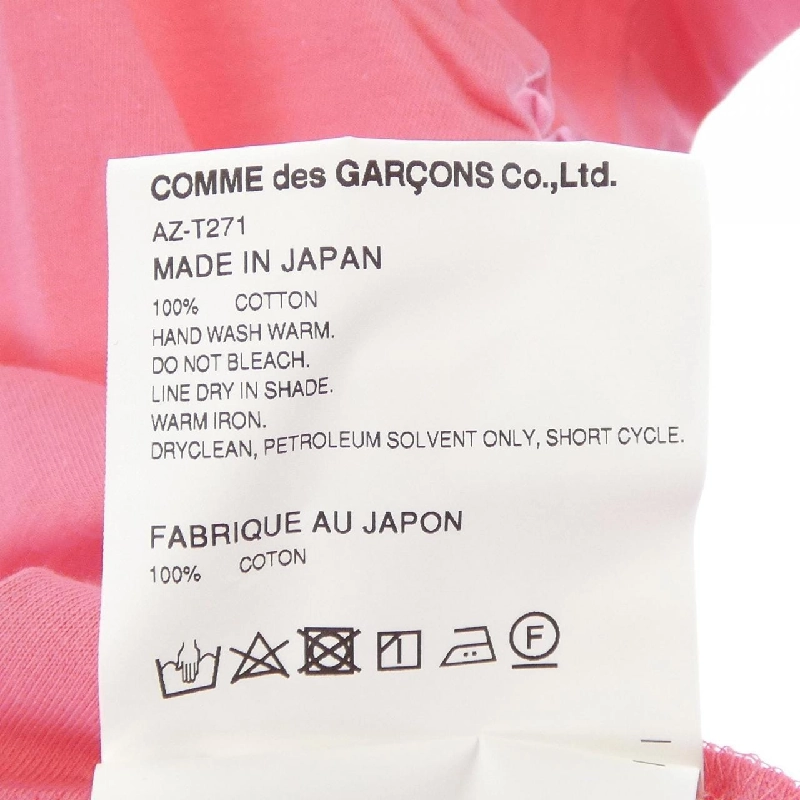 COMME des GARÇONS Co.,Ltd.
AZ-T271
MADE IN JAPAN
100% COTTON
HAND WASH WARM.
DO NOT BLEACH.
LINE DRY IN SHADE.
WARM IRON.
DRYCLEAN, PETROLEUM SOLVENT ONLY, SHORT CYCLE.
FABRIQUE AU JAPON
100% COTON
F